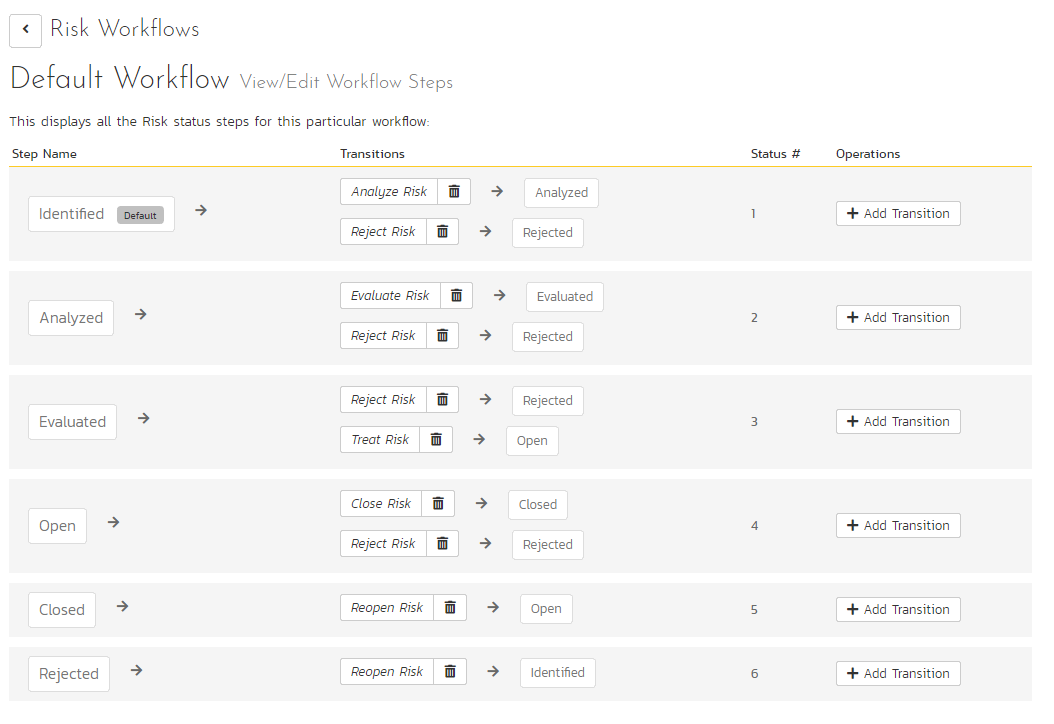 Risk Workflows
Default Workflow View/Edit Workflow Steps
This displays all the Risk status steps for this particular workflow:
Step Name Transitions Status # Operations
Analyze Risk Analyzed
Identified Default 1 Add Transition
Reject Risk Rejected
Evaluate Risk Evaluated
Analyzed 2 Add Transition
Reject Risk Rejected
Reject Risk Rejected
Evaluated 3 Add Transition
Treat Risk Open
Close Risk Closed
Open 4 Add Transition
Reject Risk Rejected
Closed Reopen Risk Open 5 Add Transition
Rejected Reopen Risk Identified 6 Add Transition